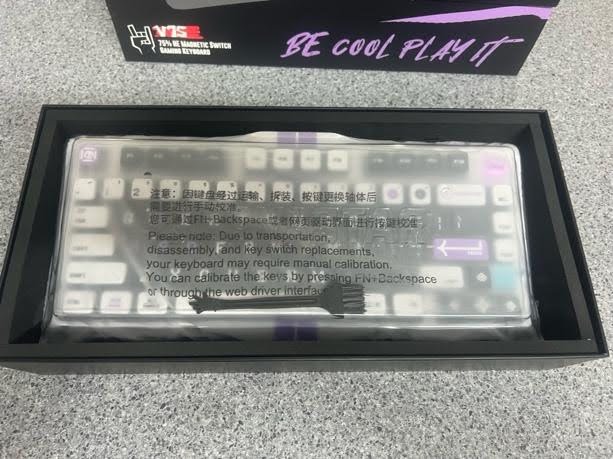 75% HE MAGNETIC SWITCH
GAMING KEYBOARD
BE COOL PLAY IT
注意：因键盘经过运输、拆装、按键更换轴体后
需要进行手动校准。
您可通过FN+Backspace或者网页驱动界面进行按键校准。
Please note: Due to transportation,
disassembly, and key switch replacements,
your keyboard may require manual calibration.
You can calibrate the keys by pressing FN+Backspace
or through the web driver interface